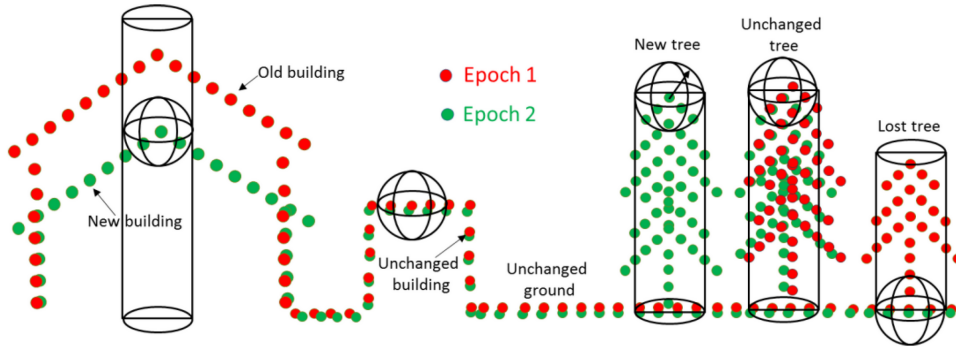 Old building
New building
Epoch 1
Epoch 2
Unchanged
building
Unchanged
ground
New tree
Unchanged
tree
Lost tree